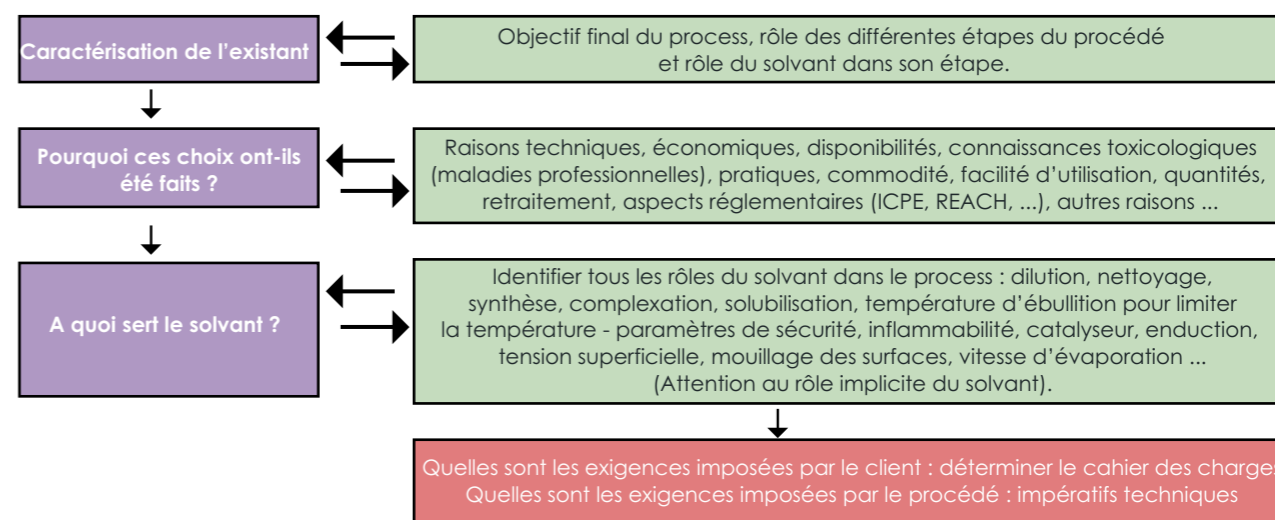 Caractérisation de l'existant
Objectif final du process, rôle des différentes étapes du procédé
et rôle du solvant dans son étape.
Pourquoi ces choix ont-ils
été faits ?
Raisons techniques, économiques, disponibilités, connaissances toxicologiques
(maladies professionnelles), pratiques, commodité, facilité d'utilisation, quantités,
retraitement, aspects réglementaires (ICPE, REACH, ...), autres raisons ...
A quoi sert le solvant ?
Identifier tous les rôles du solvant dans le process : dilution, nettoyage,
synthèse, complexation, solubilisation, température d'ébullition pour limiter
la température - paramètres de sécurité, inflammabilité, catalyseur, enduction,
tension superficielle, mouillage des surfaces, vitesse d'évaporation ...
(Attention au rôle implicite du solvant).
Quelles sont les exigences imposées par le client : déterminer le cahier des charges
Quelles sont les exigences imposées par le procédé : impératifs techniques